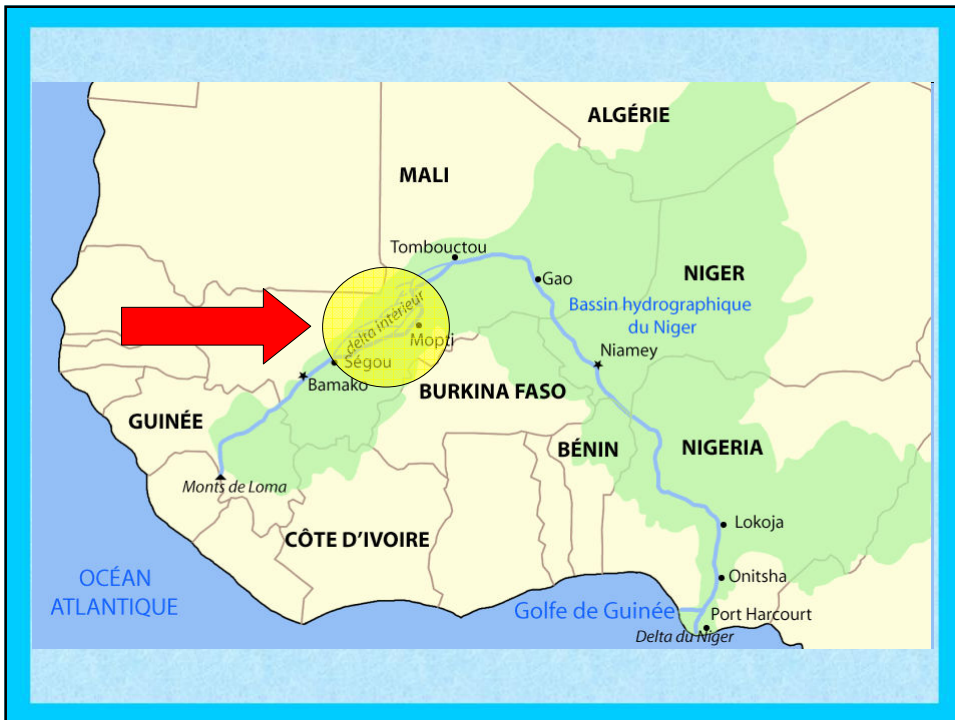 ALGÉRIE
MALI
Tombouctou
Gao
NIGER
Bassin hydrographique
du Niger
delta intérieur
Mopti
Ségou
Niamey
Bamako
BURKINA FASO
GUINÉE
BÉNIN
NIGERIA
Monts de Loma
CÔTE D'IVOIRE
Lokoja
OCÉAN
ATLANTIQUE
Onitsha
Golfe de Guinée
Port Harcourt
Delta du Niger